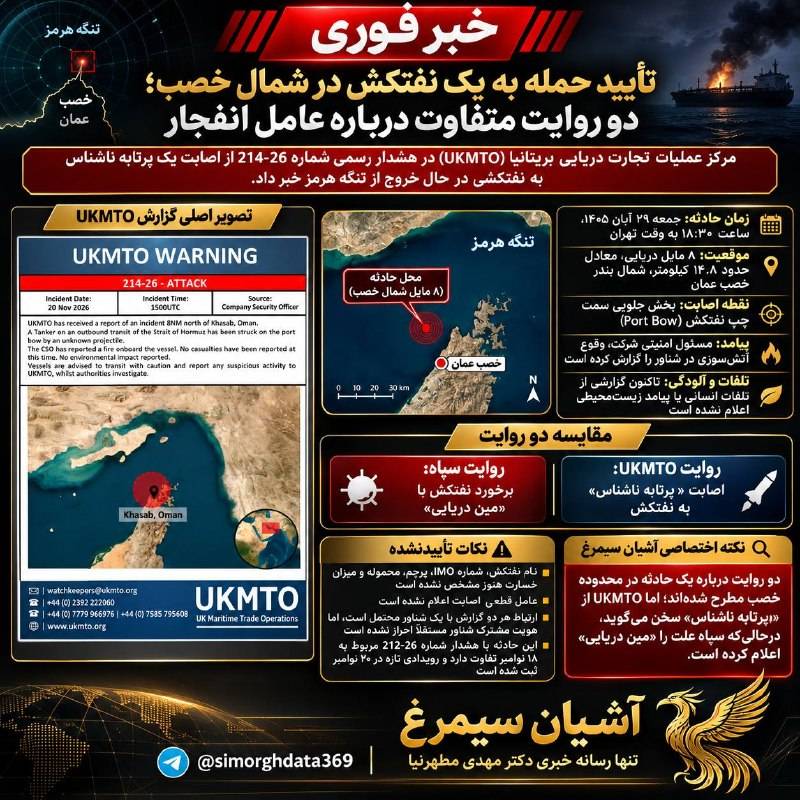 تنگه هرمز
خصب
عمان
خبر فوری
تأیید حمله به یک نفتکش در شمال خصب؛
دو روایت متفاوت درباره عامل انفجار
مرکز عملیات تجارت دریایی بریتانیا (UKMTO) در هشدار رسمی شماره 26-214 از اصابت یک پرتابه ناشناس
به نفتکشی در حال خروج از تنگه هرمز خبر داد.
زمان حادثه: جمعه ۲۹ آبان ۱۴۰۵،
ساعت ۱۸:۳۰ به وقت تهران
موقعیت: ۸ مایل دریایی، معادل
حدود ۱۴.۸ کیلومتر، شمال بندر
خصب عمان
نقطه اصابت: بخش جلویی سمت
چپ نفتکش (Port Bow)
پیامد: مسئول امنیتی شرکت، وقوع
آتش‌سوزی در شناور را گزارش کرده است
تلفات و آلودگی: تاکنون گزارشی از
تلفات انسانی یا پیامد زیست‌محیطی
اعلام نشده است
تنگه هرمز
محل حادثه
(۸ مایل شمال خصب)
خصب عمان
0 10 20 30 km
N
تصویر اصلی گزارش UKMTO
UKMTO WARNING
214-26 - ATTACK
Incident Date:
20 Nov 2026
Incident Time:
1500UTC
Source:
Company Security Officer
UKMTO has received a report of an incident 8NM north of Khasab, Oman.
A Tanker on an outbound transit of the Strait of Hormuz has been struck on the port
bow by an unknown projectile.
The CSO has reported a fire onboard the vessel. No casualties have been reported at
this time. No environmental impact reported.
Vessels are advised to transit with caution and report any suspicious activity to
UKMTO, whilst authorities investigate.
Khasab, Oman
watchkeepers@ukmto.org
+44 (0) 2392 222060
+44 (0) 7779 966976 | +44 (0) 7585 795608
www.ukmto.org
UKMTO
UK Maritime Trade Operations
مقایسه دو روایت
روایت UKMTO:
اصابت «پرتابه ناشناس»
به نفتکش
روایت سپاه:
برخورد نفتکش با
«مین دریایی»
نکته اختصاصی آشیان سیمرغ
دو روایت درباره یک حادثه در محدوده
خصب مطرح شده‌اند؛ اما UKMTO از
«پرتابه ناشناس» سخن می‌گوید،
درحالی‌که سپاه علت را «مین دریایی»
اعلام کرده است.
نکات تأییدنشده
نام نفتکش، شماره IMO، پرچم، محموله و میزان
خسارت هنوز مشخص نشده است
عامل قطعی اصابت اعلام نشده است
ارتباط هر دو گزارش با یک شناور محتمل است، اما
هویت مشترک شناور مستقلاً احراز نشده است
این حادثه با هشدار شماره 26-212 مربوط به
۱۸ نوامبر تفاوت دارد و رویدادی تازه در ۲۰ نوامبر
ثبت شده است
آشیان سیمرغ
تنها رسانه خبری دکتر مهدی مطهرنیا
@simorghdata369